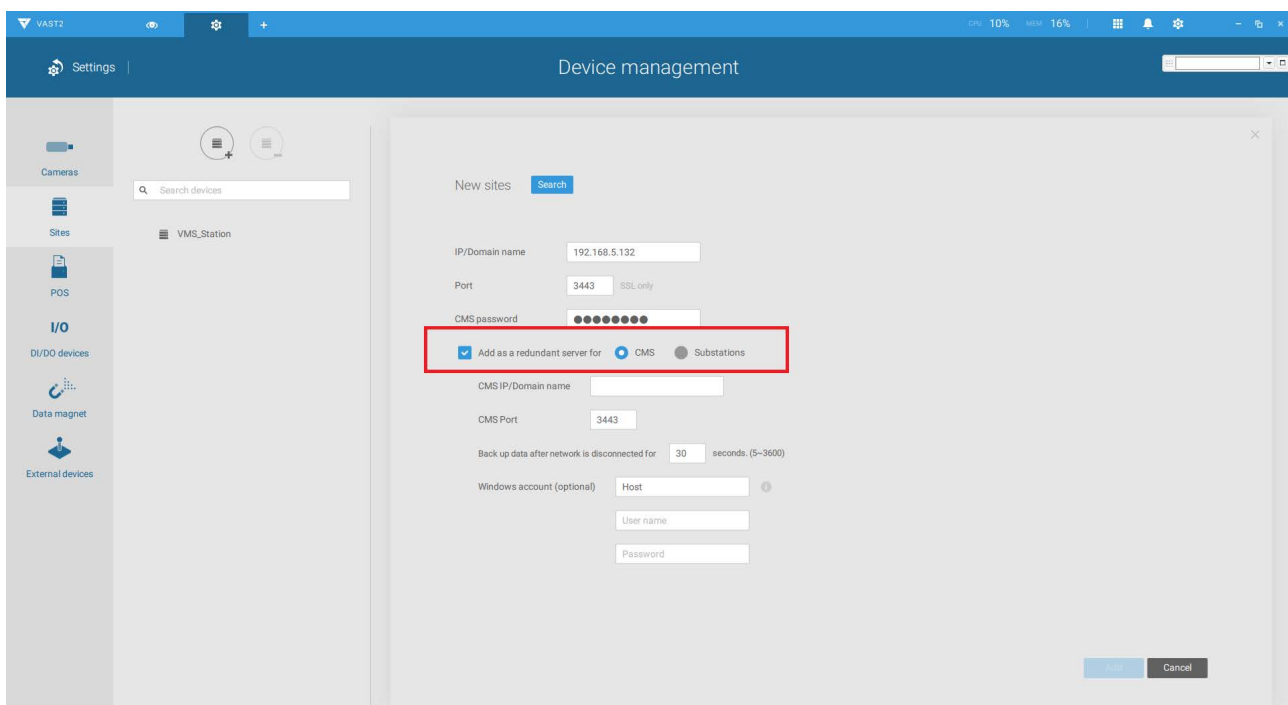 VAST2 + CPU 10% MEM 16%
Settings Device management
Cameras
Sites
POS
I/O
DI/DO devices
Data magnet
External devices
Search devices
VMS_Station
New sites Search
IP/Domain name 192.168.5.132
Port 3443 SSL only
CMS password
Add as a redundant server for CMS Substations
CMS IP/Domain name
CMS Port 3443
Back up data after network is disconnected for 30 seconds. (5~3600)
Windows account (optional) Host
User name
Password
Add Cancel